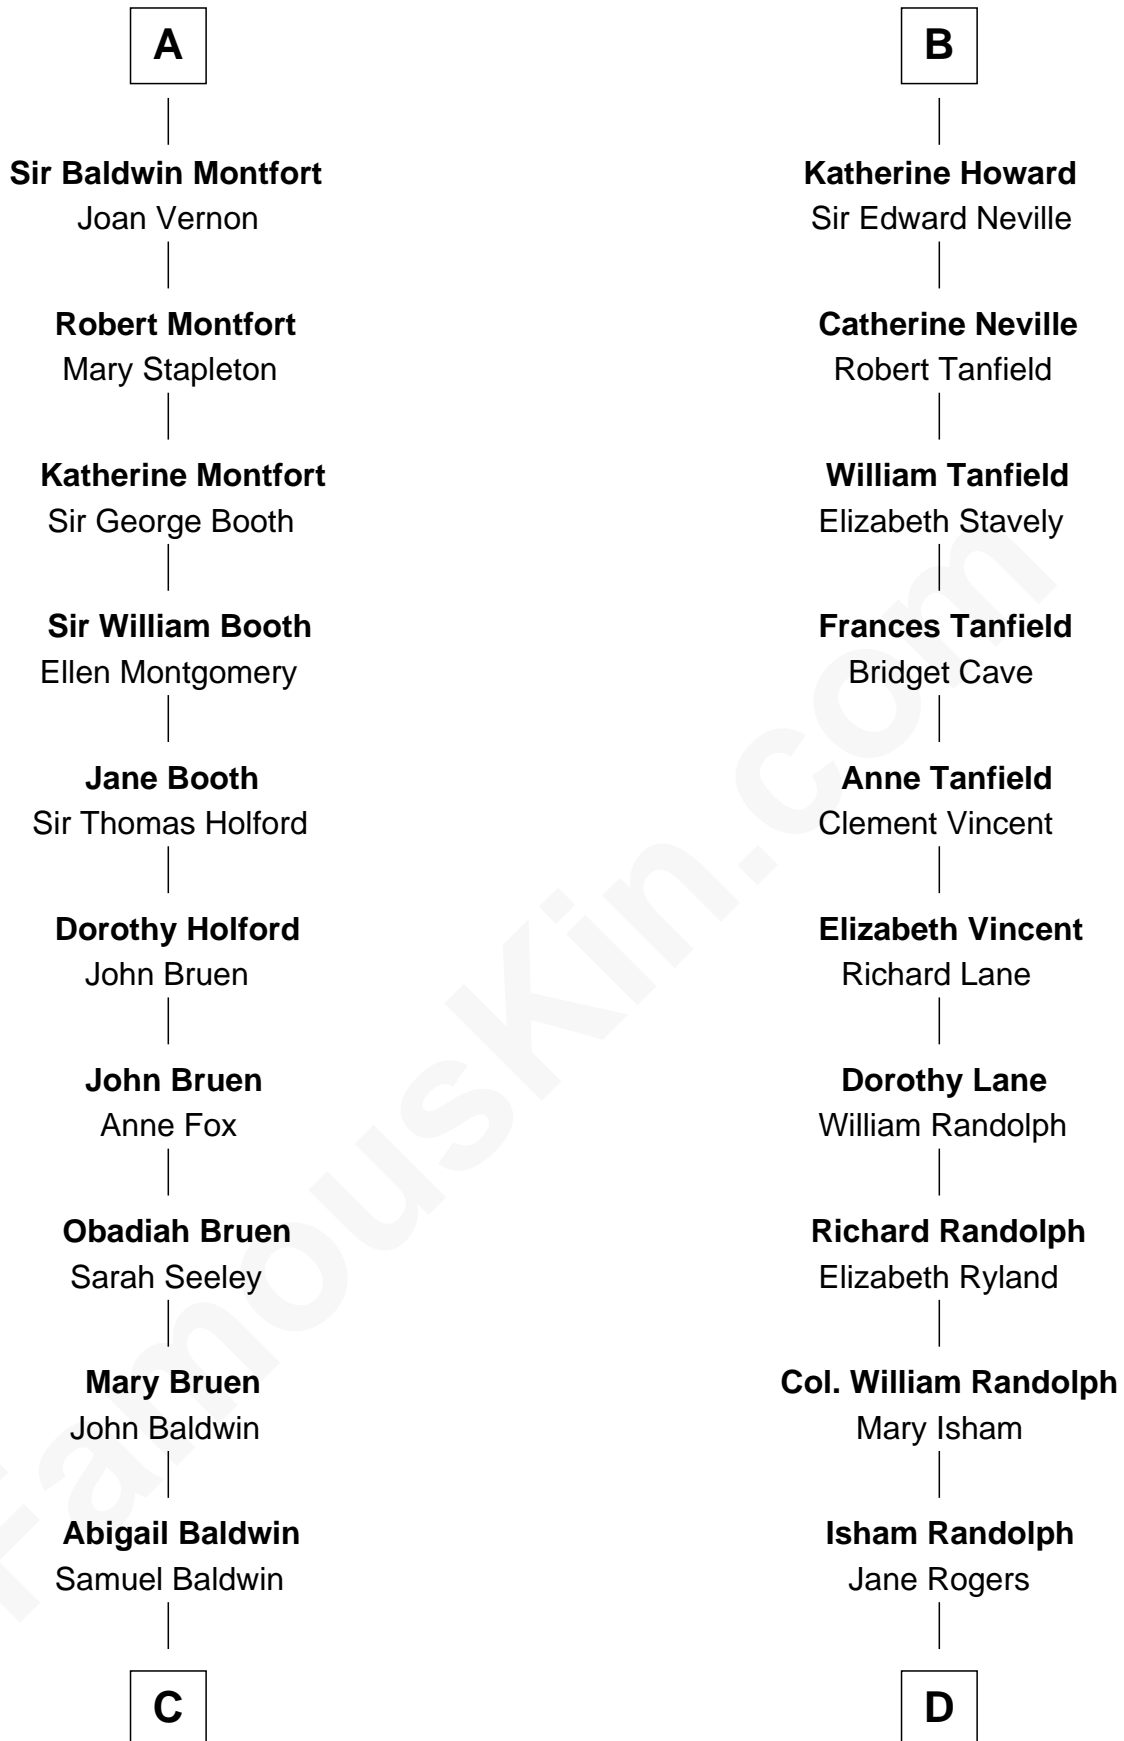 A
Sir Baldwin Montfort
Joan Vernon
Robert Montfort
Mary Stapleton
Katherine Montfort
Sir George Booth
Sir William Booth
Ellen Montgomery
Jane Booth
Sir Thomas Holford
Dorothy Holford
John Bruen
John Bruen
Anne Fox
Obadiah Bruen
Sarah Seeley
Mary Bruen
John Baldwin
Abigail Baldwin
Samuel Baldwin
C
B
Katherine Howard
Sir Edward Neville
Catherine Neville
Robert Tanfield
William Tanfield
Elizabeth Stavely
Frances Tanfield
Bridget Cave
Anne Tanfield
Clement Vincent
Elizabeth Vincent
Richard Lane
Dorothy Lane
William Randolph
Richard Randolph
Elizabeth Ryland
Col. William Randolph
Mary Isham
Isham Randolph
Jane Rogers
D
FamousKin.com